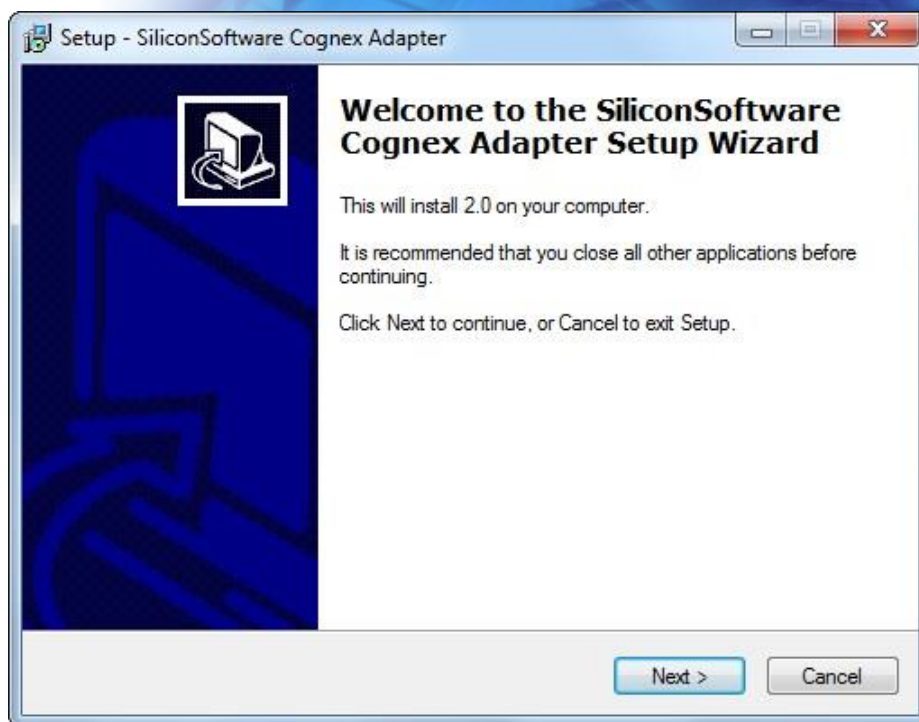 Setup - SiliconSoftware Cognex Adapter
Welcome to the SiliconSoftware
Cognex Adapter Setup Wizard
This will install 2.0 on your computer.
It is recommended that you close all other applications before
continuing.
Click Next to continue, or Cancel to exit Setup.
Next >
Cancel